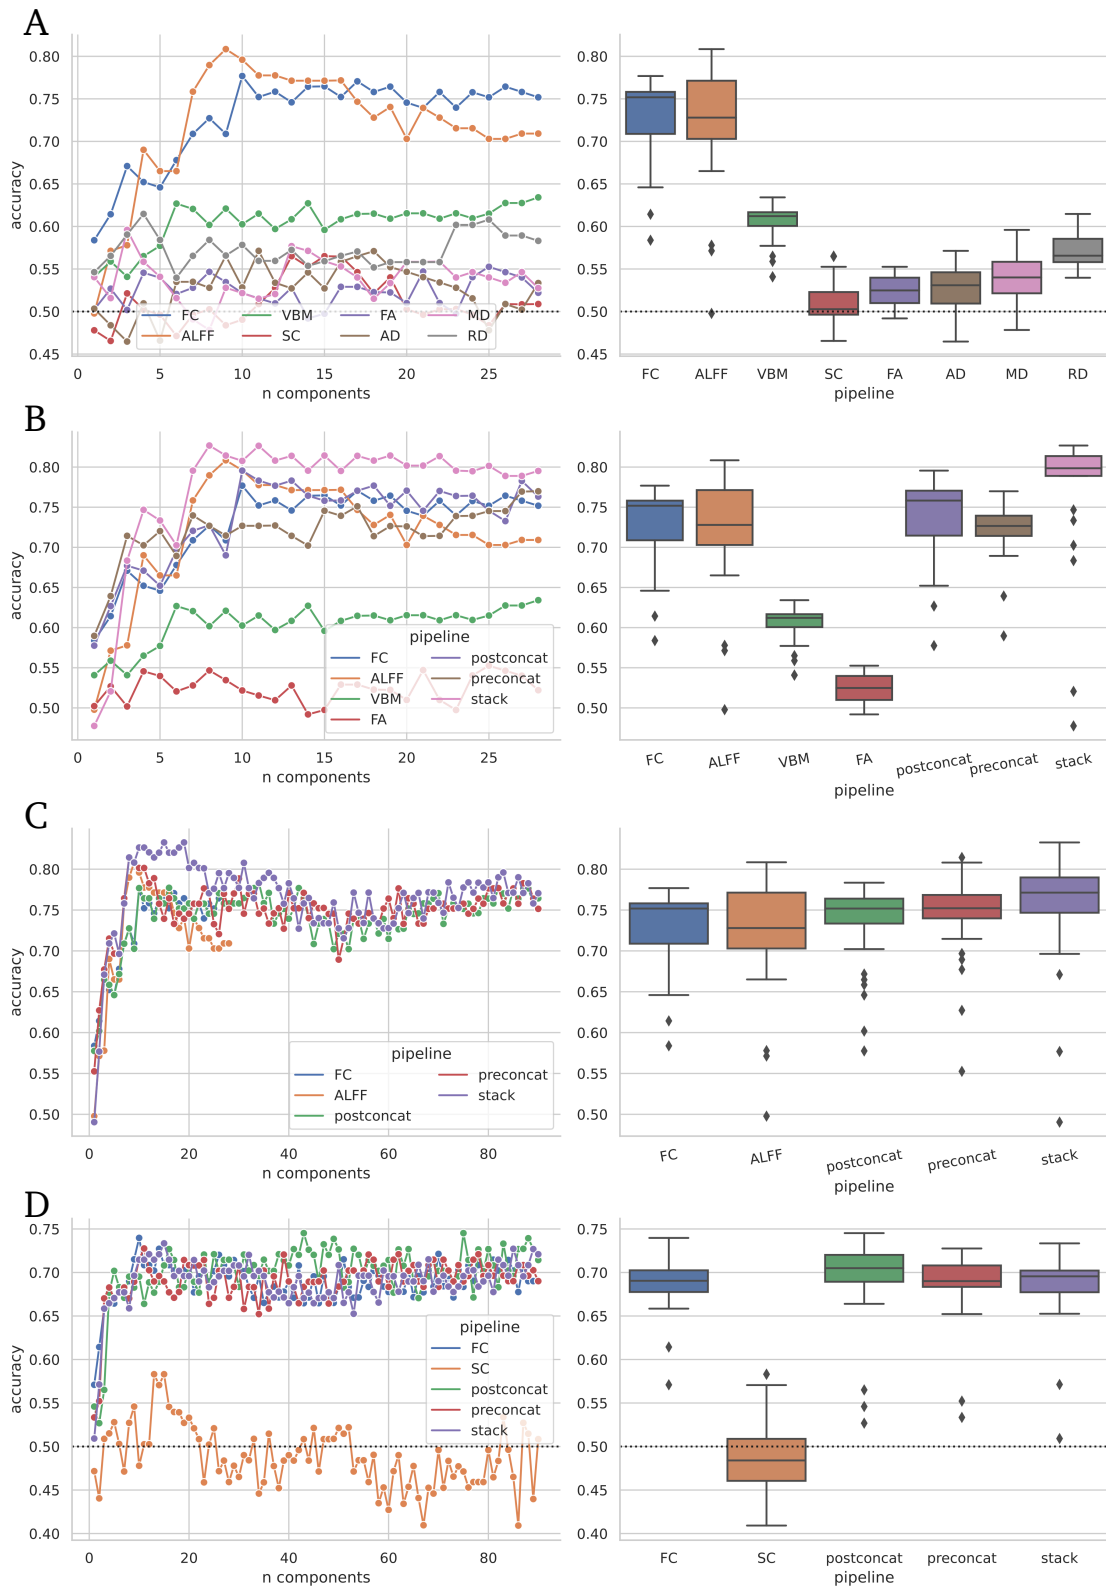 A
0.80
0.75
0.70
0.65
0.60
0.55
0.50
0.45
accuracy
FC VBM FA MD
ALFF SC AD RD
0 5 10 15 20 25
n components
0.80
0.75
0.70
0.65
0.60
0.55
0.50
0.45
FC ALFF VBM SC FA AD MD RD
pipeline
B
0.80
0.75
0.70
0.65
0.60
0.55
0.50
accuracy
pipeline
FC postconcat
ALFF preconcat
VBM stack
FA
0 5 10 15 20 25
n components
0.80
0.75
0.70
0.65
0.60
0.55
0.50
FC ALFF VBM FA postconcat preconcat stack
pipeline
C
0.80
0.75
0.70
0.65
0.60
0.55
0.50
accuracy
pipeline
FC preconcat
ALFF stack
postconcat
0 20 40 60 80
n components
0.80
0.75
0.70
0.65
0.60
0.55
0.50
FC ALFF postconcat preconcat stack
pipeline
D
0.75
0.70
0.65
0.60
0.55
0.50
0.45
0.40
accuracy
pipeline
FC
SC
postconcat
preconcat
stack
0 20 40 60 80
n components
0.75
0.70
0.65
0.60
0.55
0.50
0.45
0.40
FC SC postconcat preconcat stack
pipeline